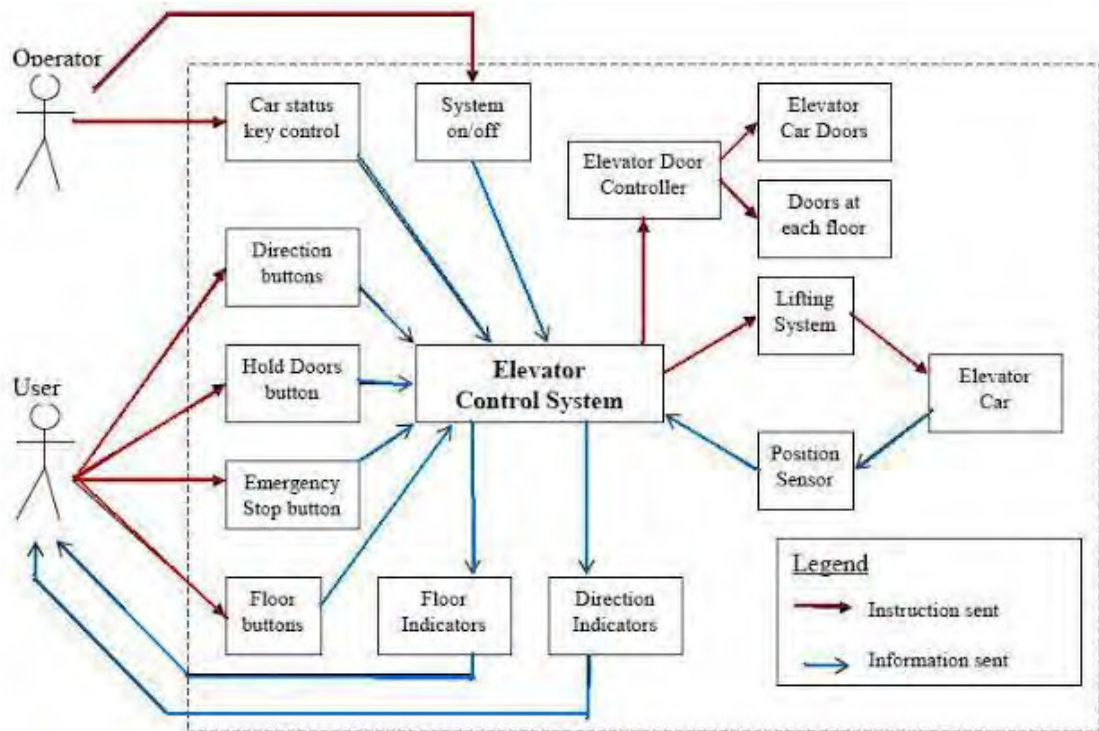 Operator
Car status
key control
System
on/off
Elevator
Car Doors
Elevator Door
Controller
Doors at
each floor
Direction
buttons
Lifting
System
User
Hold Doors
button
Elevator
Control System
Elevator
Car
Emergency
Stop button
Position
Sensor
Floor
buttons
Floor
Indicators
Direction
Indicators
Legend
Instruction sent
Information sent